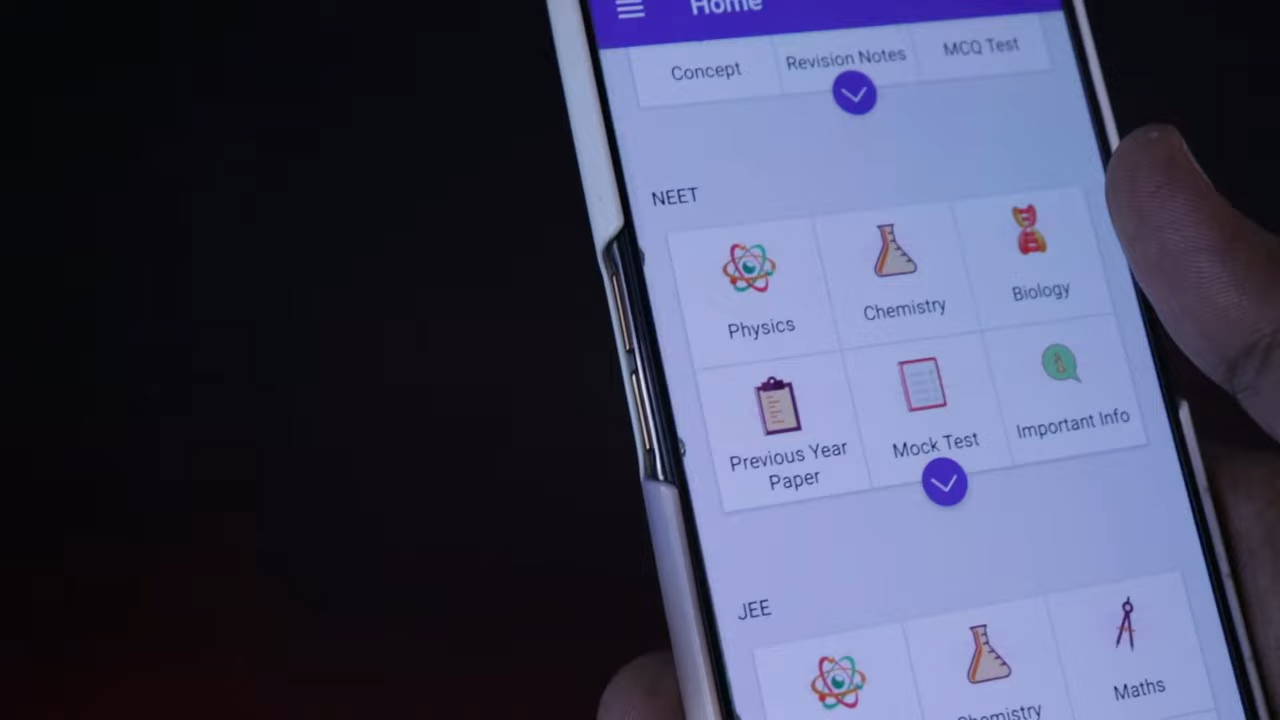 Home
Concept
Revision Notes
MCQ Test
NEET
Physics
Chemistry
Biology
Previous Year
Paper
Mock Test
Important Info
JEE
Chemistry
Maths